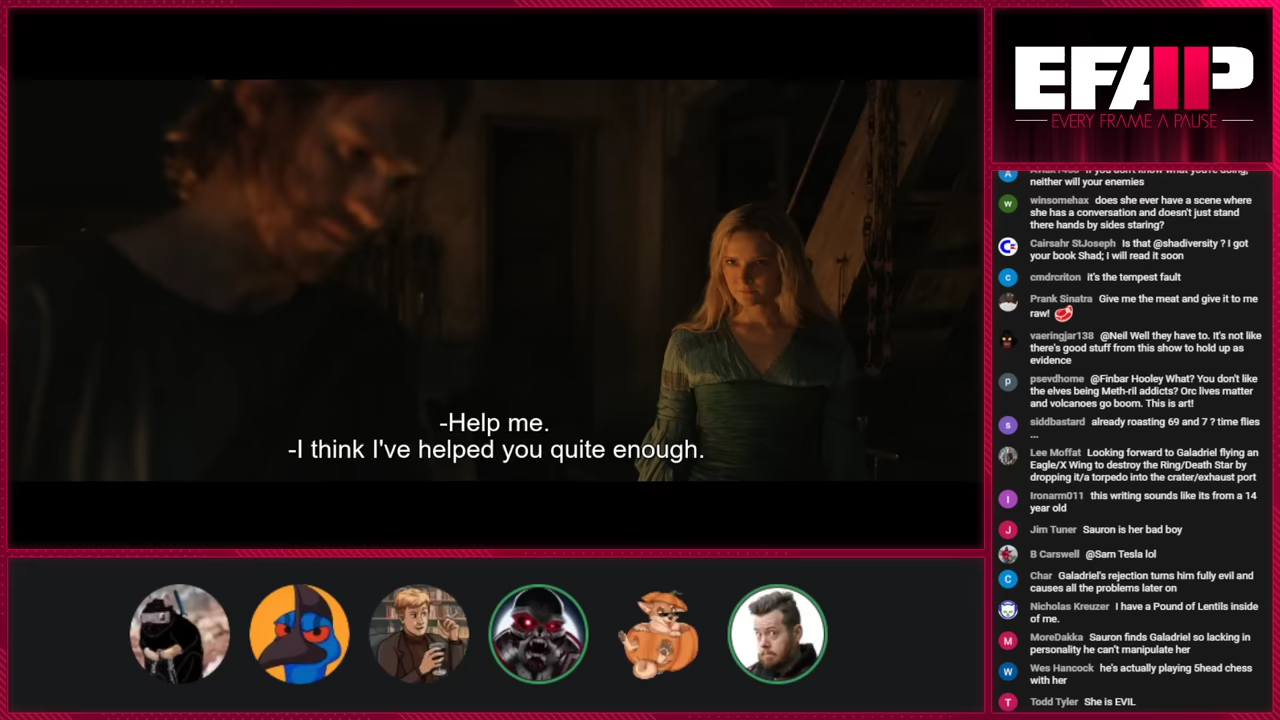 -Help me.
-I think I've helped you quite enough.
EFAP
EVERY FRAME A PAUSE
neither will your enemies
winsomehax does she ever have a scene where
she has a conversation and doesn't just stand
there hands by sides staring?
Cairsahr StJoseph Is that @shadiversity ? I got
your book Shad; I will read it soon
cmdrcriton it's the tempest fault
Prank Sinatra Give me the meat and give it to me
raw!
vaeringjar138 @Neil Well they have to. It's not like
there's good stuff from this show to hold up as
evidence
psevdhome @Finbar Hooley What? You don't like
the elves being Meth-ril addicts? Orc lives matter
and volcanoes go boom. This is art!
siddbastard already roasting 69 and 7 ? time flies
...
Lee Moffat Looking forward to Galadriel flying an
Eagle/X Wing to destroy the Ring/Death Star by
dropping it/a torpedo into the crater/exhaust port
Ironarm011 this writing sounds like its from a 14
year old
Jim Tuner Sauron is her bad boy
B Carswell @Sam Tesla lol
Char Galadriel's rejection turns him fully evil and
causes all the problems later on
Nicholas Kreuzer I have a Pound of Lentils inside
of me.
MoreDakka Sauron finds Galadriel so lacking in
personality he can't manipulate her
Wes Hancock he's actually playing 5head chess
with her
Todd Tyler She is EVIL